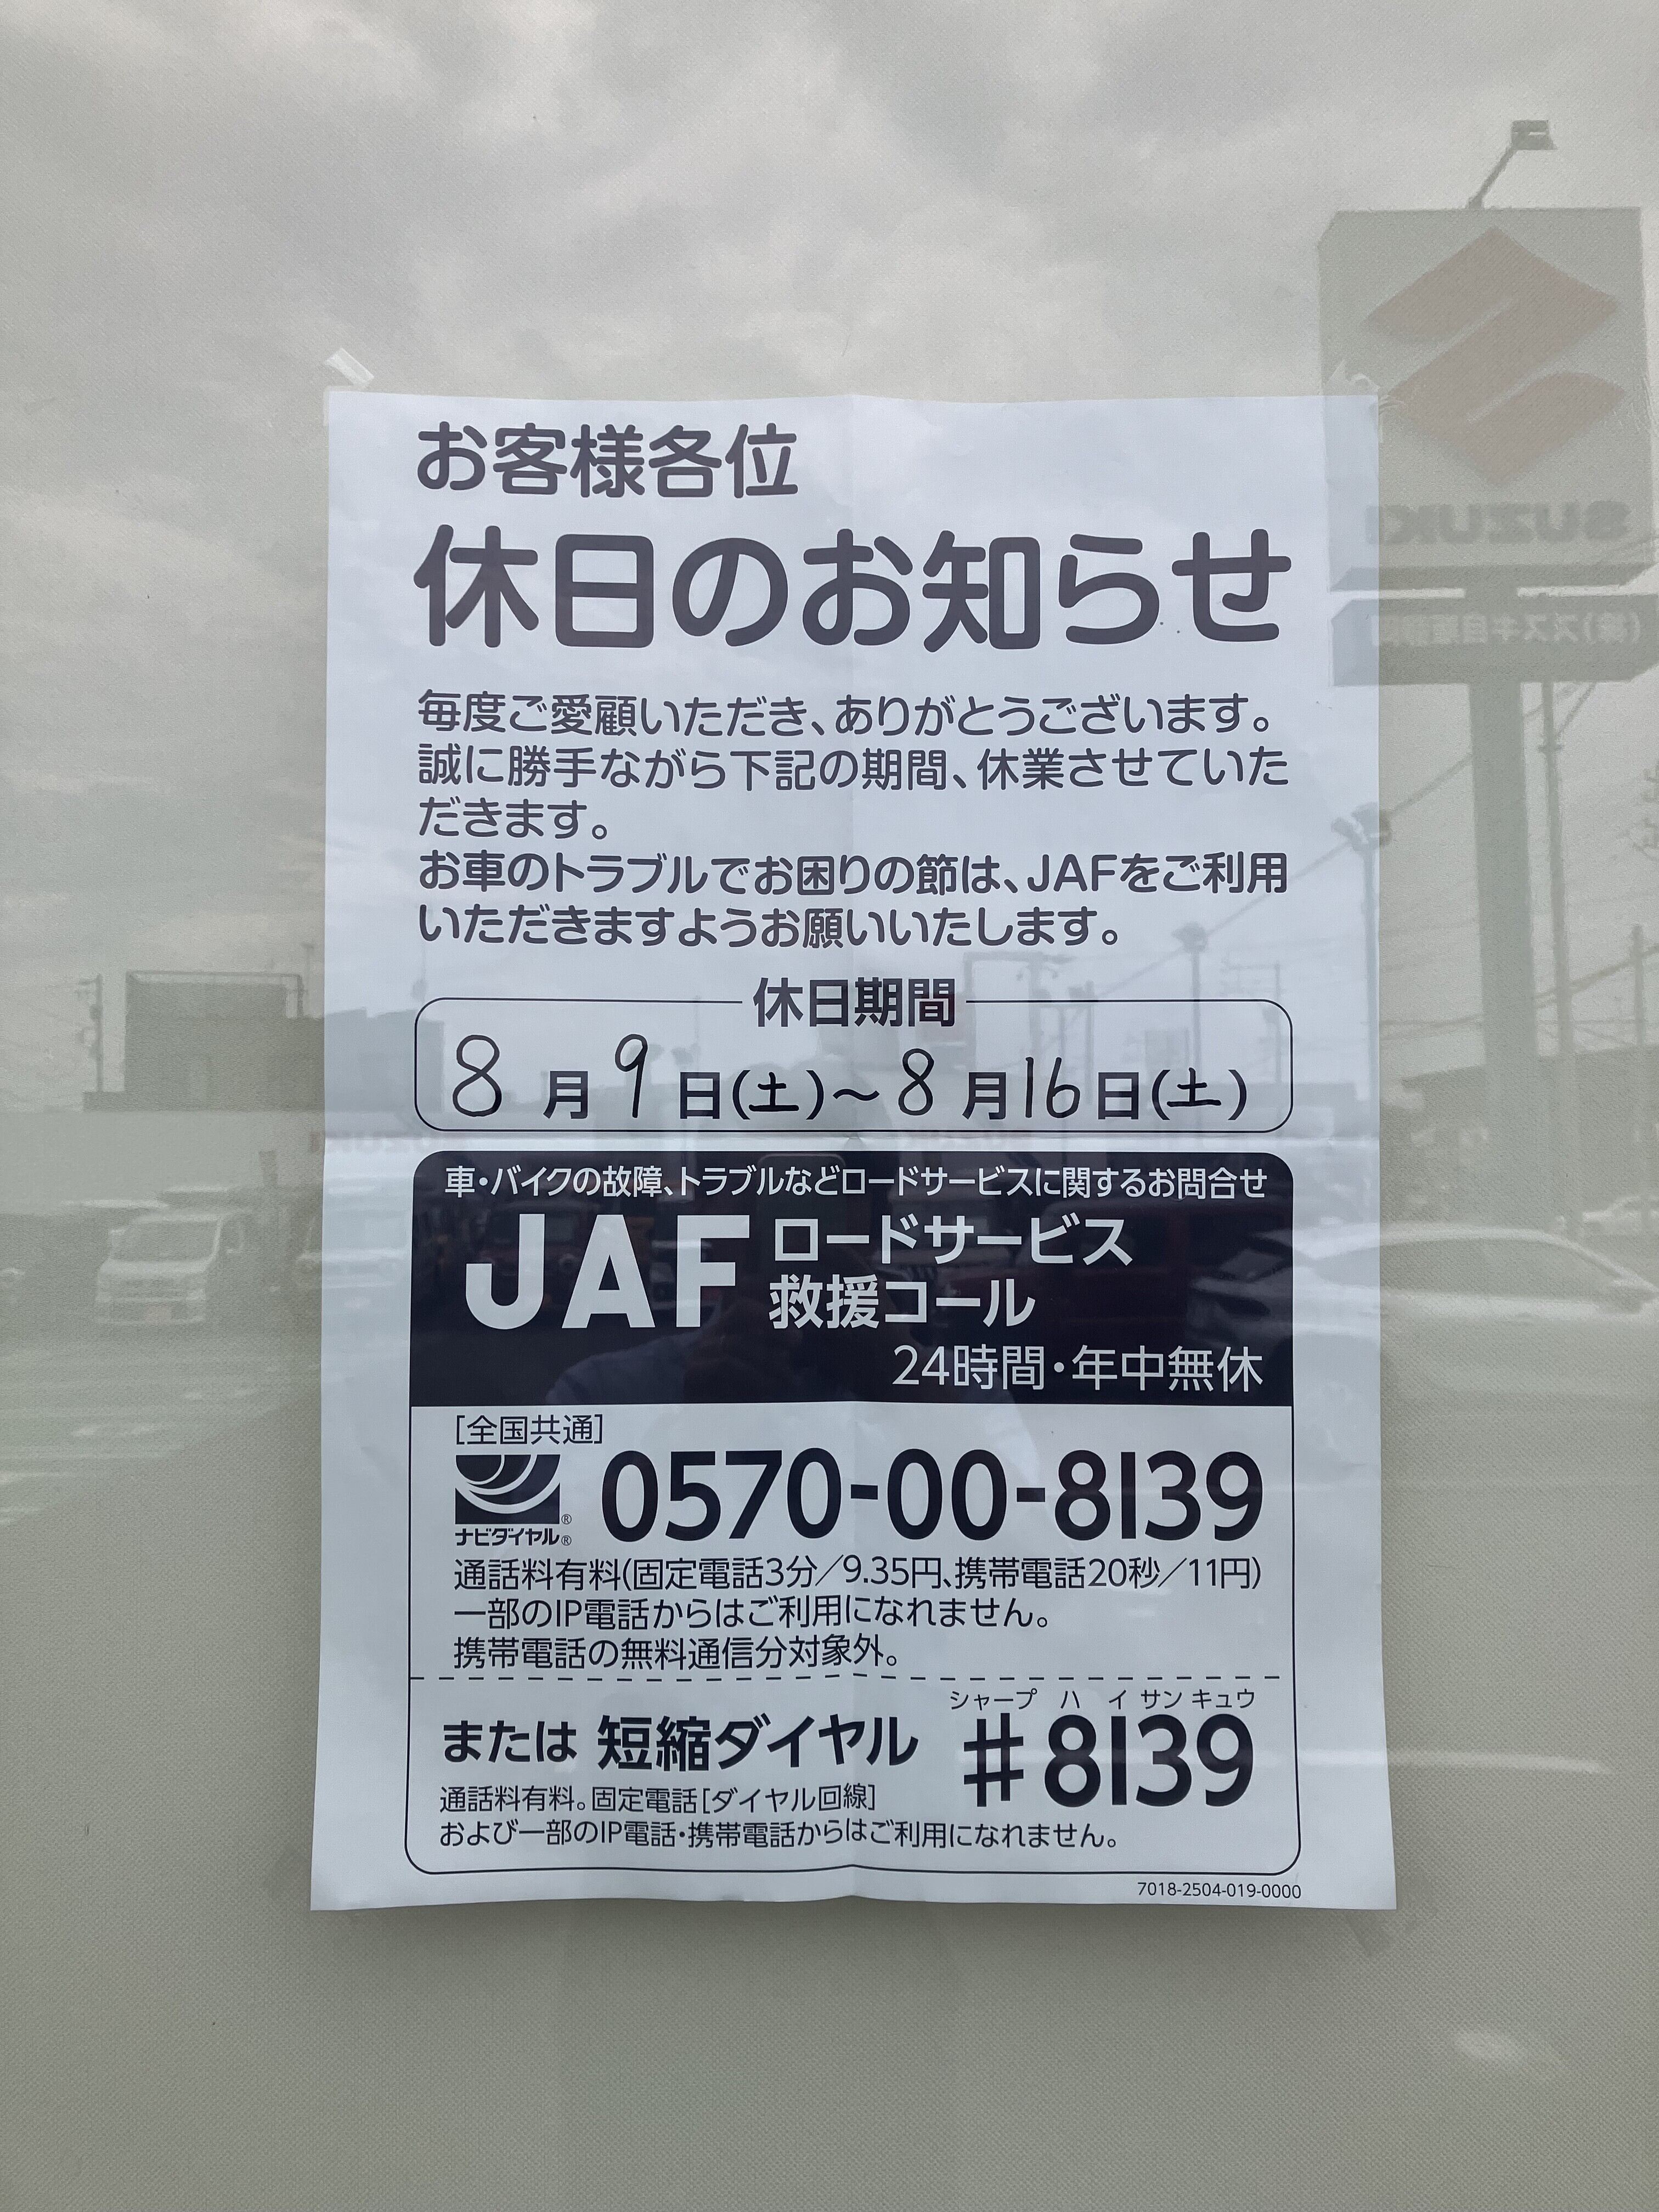 お客様各位
休日のお知らせ
毎度ご愛顧いただき、ありがとうございます。
誠に勝手ながら下記の期間、休業させていた
だきます。
お車のトラブルでお困りの節は、JAFをご利用
いただきますようお願いいたします。
休日期間
8月9日(土)～8月16日(土)
車・バイクの故障、トラブルなどロードサービスに関するお問合せ
JAF ロードサービス
救援コール
24時間・年中無休
[全国共通]
ナビダイヤル® ® 0570-00-8139
通話料有料(固定電話3分／9.35円、携帯電話20秒／11円)
一部のIP電話からはご利用になれません。
携帯電話の無料通信分対象外。
シャープ ハ イ サン キュウ
または 短縮ダイヤル #8139
通話料有料。固定電話[ダイヤル回線]
および一部のIP電話・携帯電話からはご利用になれません。
7018-2504-019-0000
SUZUKI